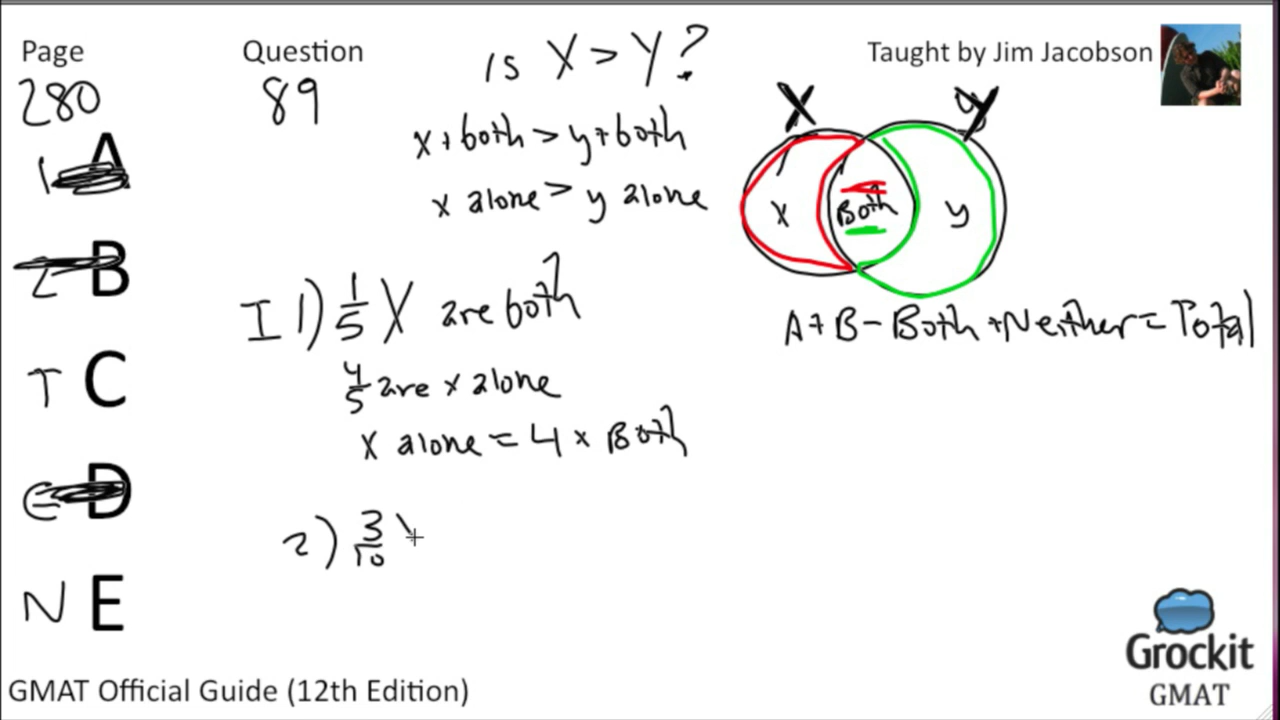 Page
Question
Is X > Y?
Taught by Jim Jacobson
280
89
X
Y
x + both > y + both
x alone > y alone
x
Both
y
1 A
2 B
T C
E D
N E
A + B - Both + Neither = Total
I 1) 1/5 X are both
4/5 are x alone
x alone = 4 x Both
2) 3/10
Grockit
GMAT
GMAT Official Guide (12th Edition)